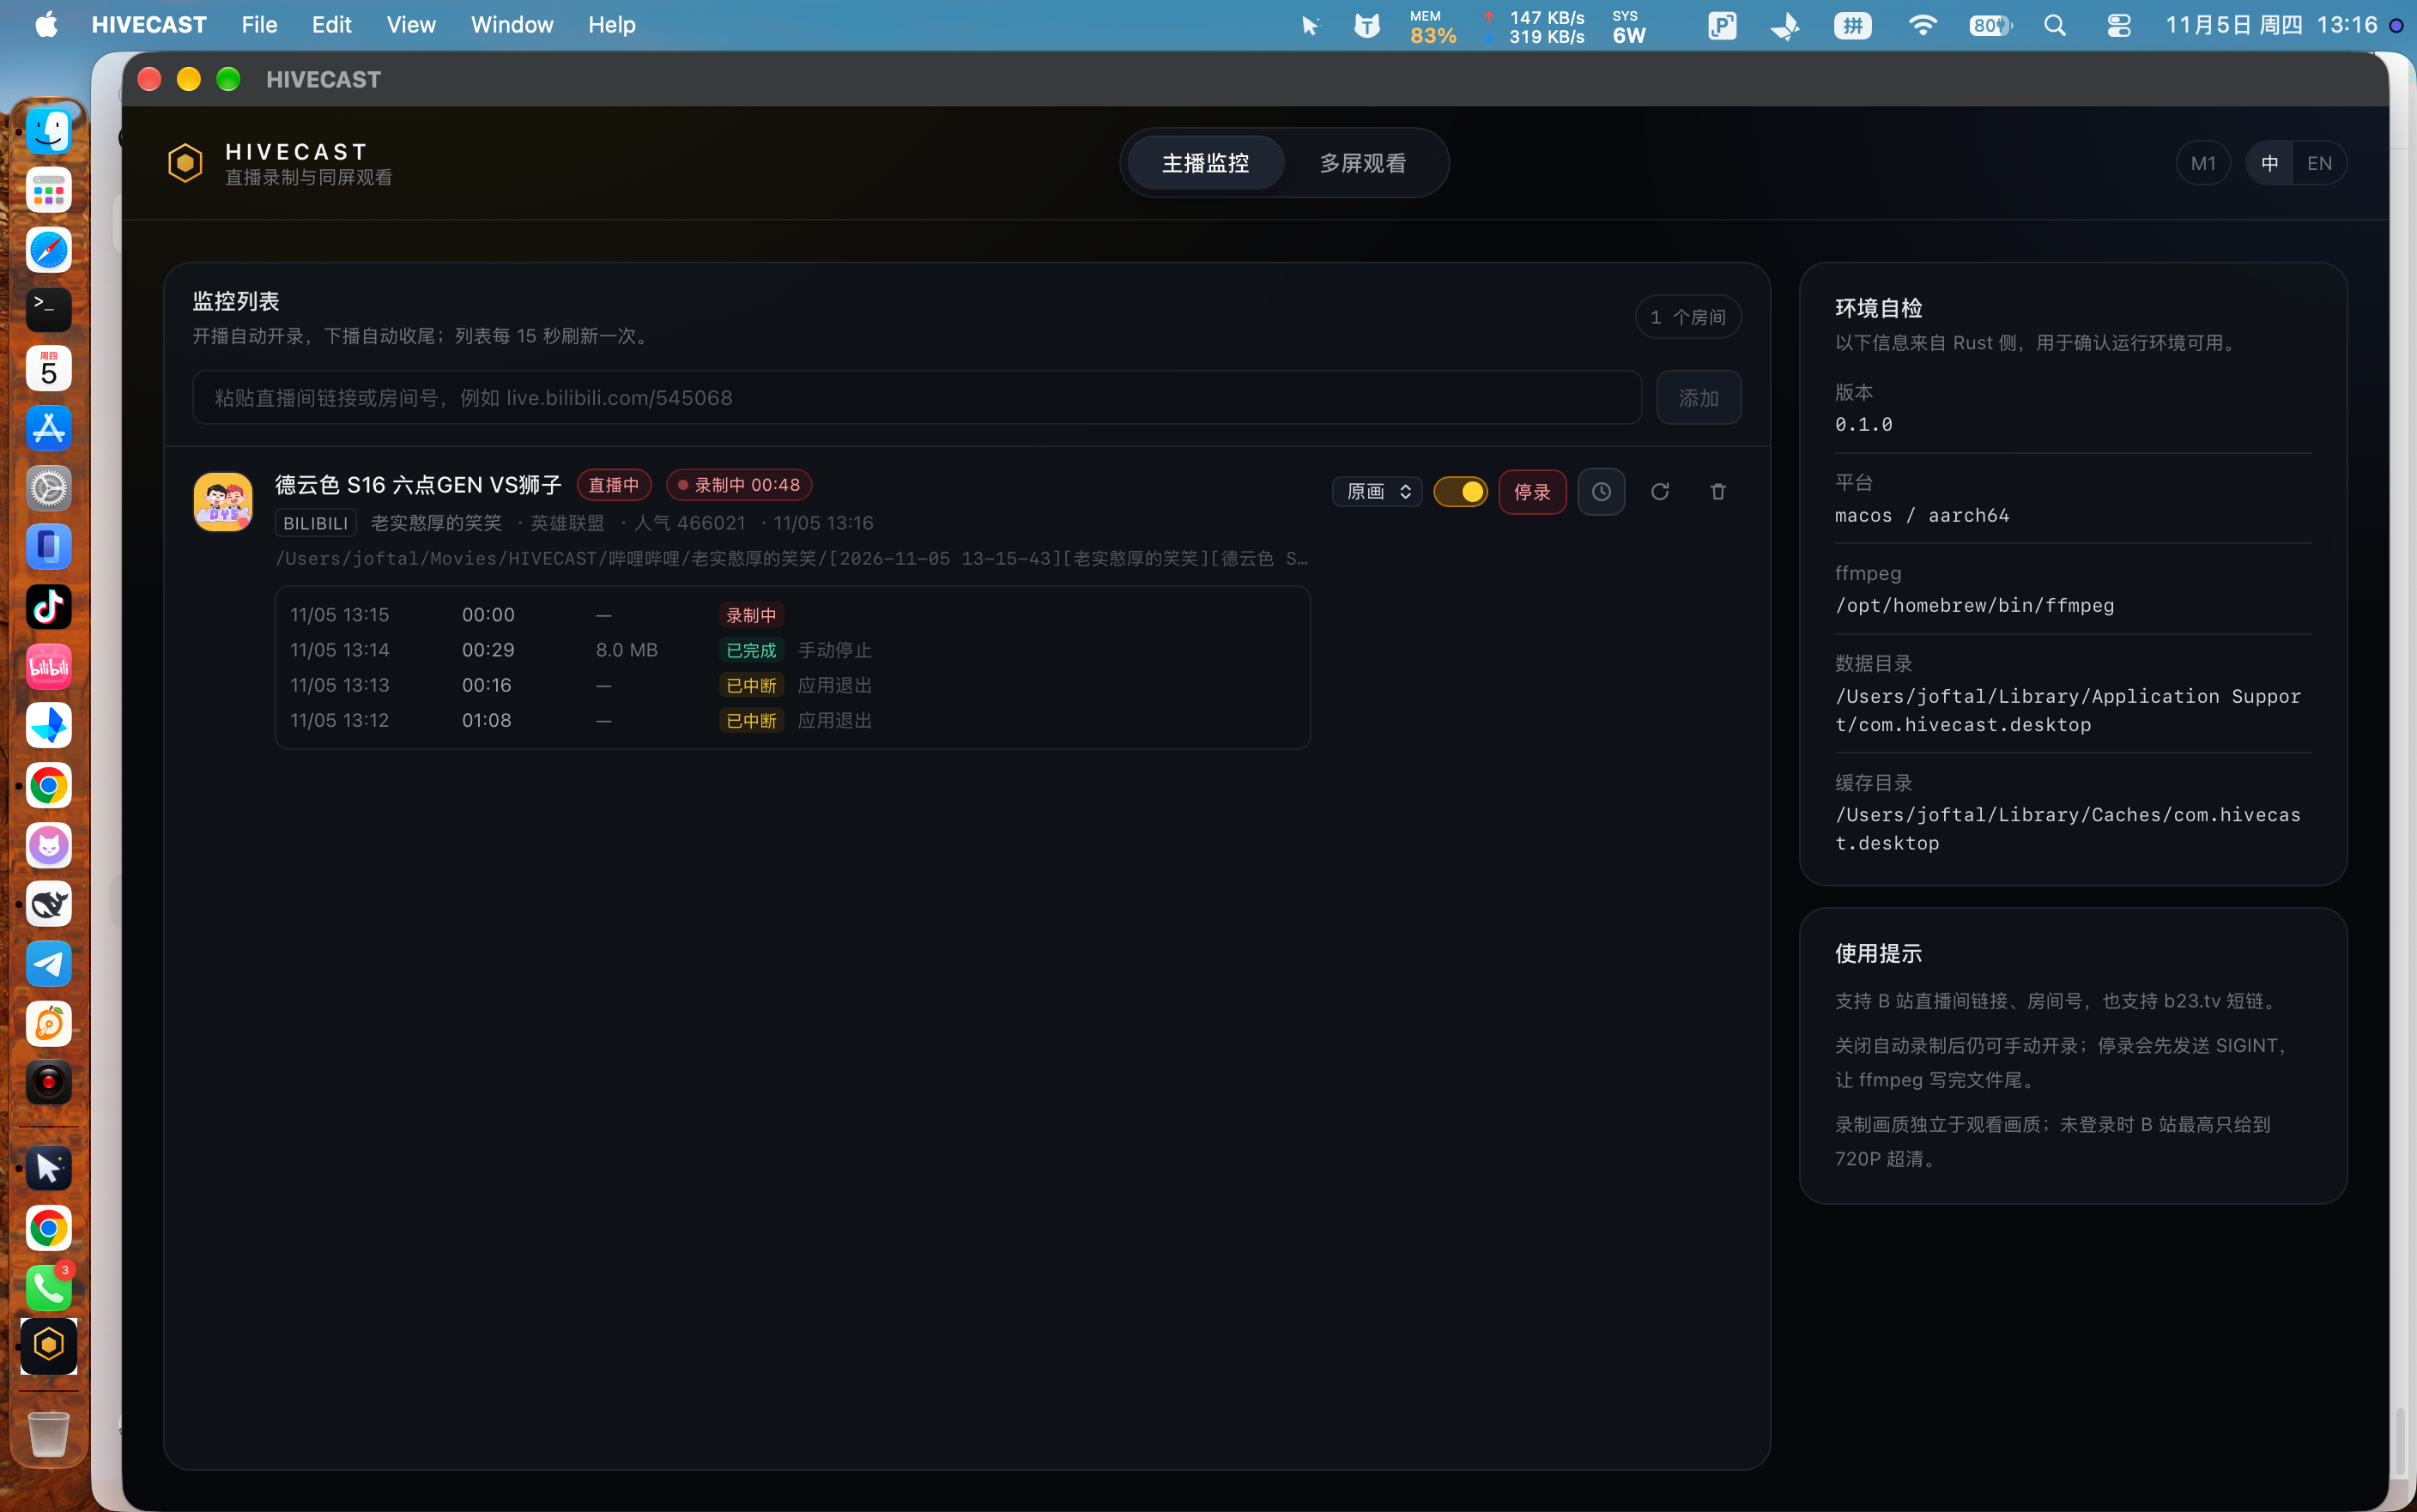 HIVECAST File Edit View Window Help
MEM 83% 147 KB/s 319 KB/s SYS 6W 拼 80 11月5日 周四 13:16
HIVECAST
HIVECAST
直播录制与同屏观看
主播监控 多屏观看
M1 中 EN
监控列表
开播自动开录，下播自动收尾；列表每 15 秒刷新一次。
1 个房间
粘贴直播间链接或房间号，例如 live.bilibili.com/545068
添加
德云色 S16 六点GEN VS狮子 直播中 录制中 00:48
原画 停录
BILIBILI 老实憨厚的笑笑 · 英雄联盟 · 人气 466021 · 11/05 13:16
/Users/joftal/Movies/HIVECAST/哔哩哔哩/老实憨厚的笑笑/[2026-11-05 13-15-43][老实憨厚的笑笑][德云色 S…
11/05 13:15 00:00 — 录制中
11/05 13:14 00:29 8.0 MB 已完成 手动停止
11/05 13:13 00:16 — 已中断 应用退出
11/05 13:12 01:08 — 已中断 应用退出
环境自检
以下信息来自 Rust 侧，用于确认运行环境可用。
版本
0.1.0
平台
macos / aarch64
ffmpeg
/opt/homebrew/bin/ffmpeg
数据目录
/Users/joftal/Library/Application Suppor
t/com.hivecast.desktop
缓存目录
/Users/joftal/Library/Caches/com.hivecas
t.desktop
使用提示
支持 B 站直播间链接、房间号，也支持 b23.tv 短链。
关闭自动录制后仍可手动开录；停录会先发送 SIGINT，
让 ffmpeg 写完文件尾。
录制画质独立于观看画质；未登录时 B 站最高只给到
720P 超清。
周四
5
bilibili
3